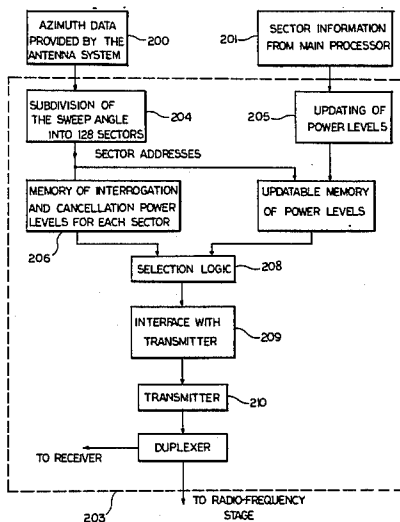 AZIMUTH DATA
PROVIDED BY THE
ANTENNA SYSTEM
200
201
SECTOR INFORMATION
FROM MAIN PROCESSOR
SUBDIVISION OF
THE SWEEP ANGLE
INTO 128 SECTORS
204
205
UPDATING OF
POWER LEVELS
SECTOR ADDRESSES
MEMORY OF INTERROGATION
AND CANCELLATION POWER
LEVELS FOR EACH SECTOR
UPDATABLE MEMORY
OF POWER LEVELS
206
SELECTION LOGIC
208
INTERFACE WITH
TRANSMITTER
209
TRANSMITTER
210
DUPLEXER
TO RECEIVER
203
TO RADIO-FREQUENCY
STAGE